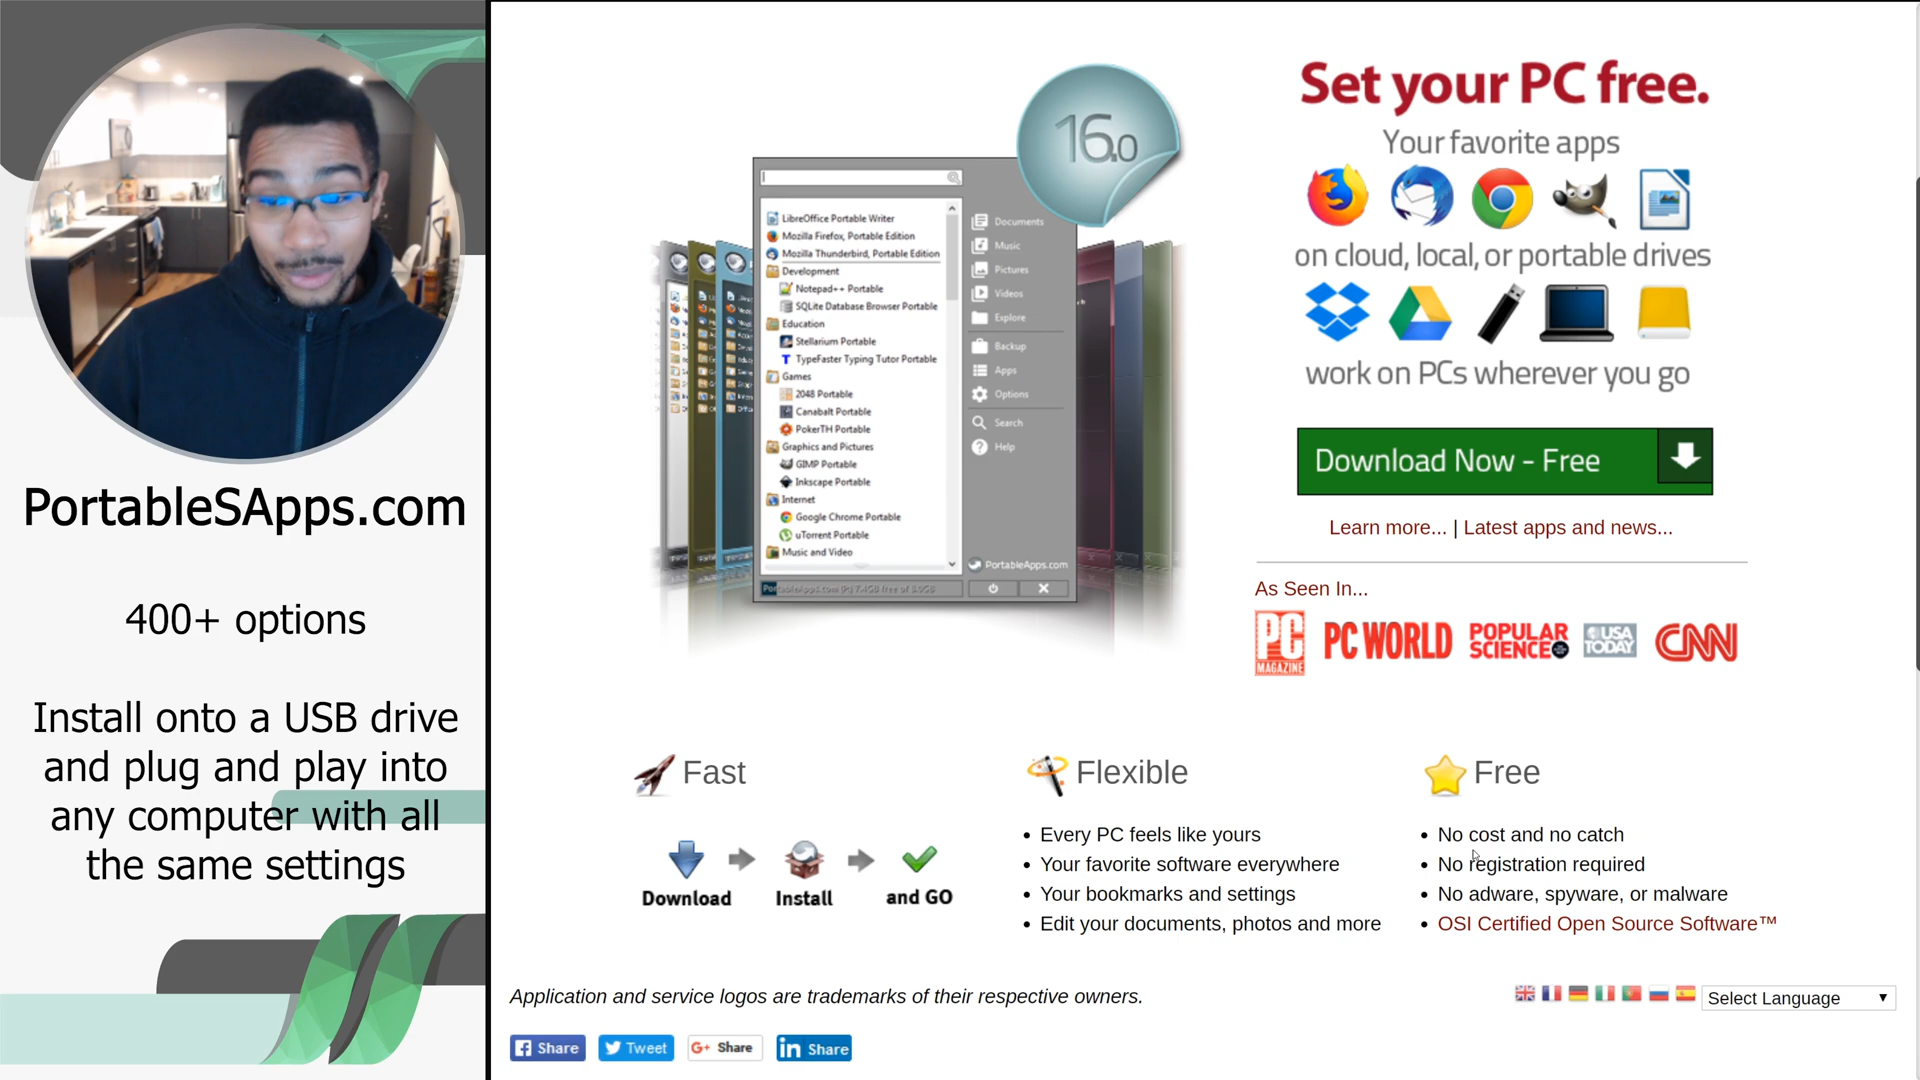 PortableSApps.com
400+ options
Install onto a USB drive
and plug and play into
any computer with all
the same settings
16.0
LibreOffice Portable Writer
Mozilla Firefox, Portable Edition
Mozilla Thunderbird, Portable Edition
Development
Notepad++ Portable
SQLite Database Browser Portable
Education
Stellarium Portable
TypeFaster Typing Tutor Portable
Games
2048 Portable
Canabalt Portable
PokerTH Portable
Graphics and Pictures
GIMP Portable
Inkscape Portable
Internet
Google Chrome Portable
uTorrent Portable
Music and Video
Documents
Music
Pictures
Videos
Explore
Backup
Apps
Options
Search
Help
PortableApps.com
PortableApps.com (P:) 7.4GB free of 8.0GB
Set your PC free.
Your favorite apps
on cloud, local, or portable drives
work on PCs wherever you go
Download Now - Free
Learn more... | Latest apps and news...
As Seen In...
PC MAGAZINE
PC WORLD
POPULAR SCIENCE
USA TODAY
CNN
Fast
Download
Install
and GO
Flexible
• Every PC feels like yours
• Your favorite software everywhere
• Your bookmarks and settings
• Edit your documents, photos and more
Free
• No cost and no catch
• No registration required
• No adware, spyware, or malware
• OSI Certified Open Source Software™
Application and service logos are trademarks of their respective owners.
Select Language
Share
Tweet
G+ Share
in Share